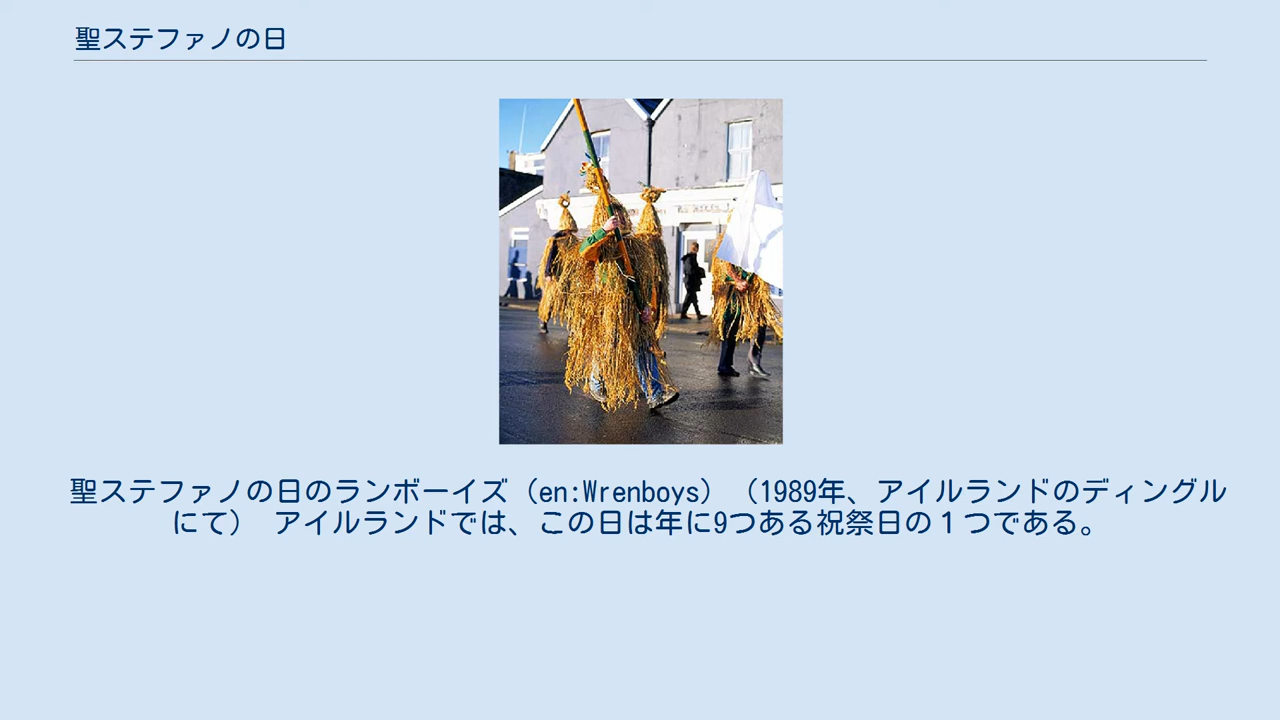 聖ステファノの日
聖ステファノの日のランボーイズ（en:Wrenboys）（1989年、アイルランドのディングル
にて） アイルランドでは、この日は年に9つある祝祭日の１つである。